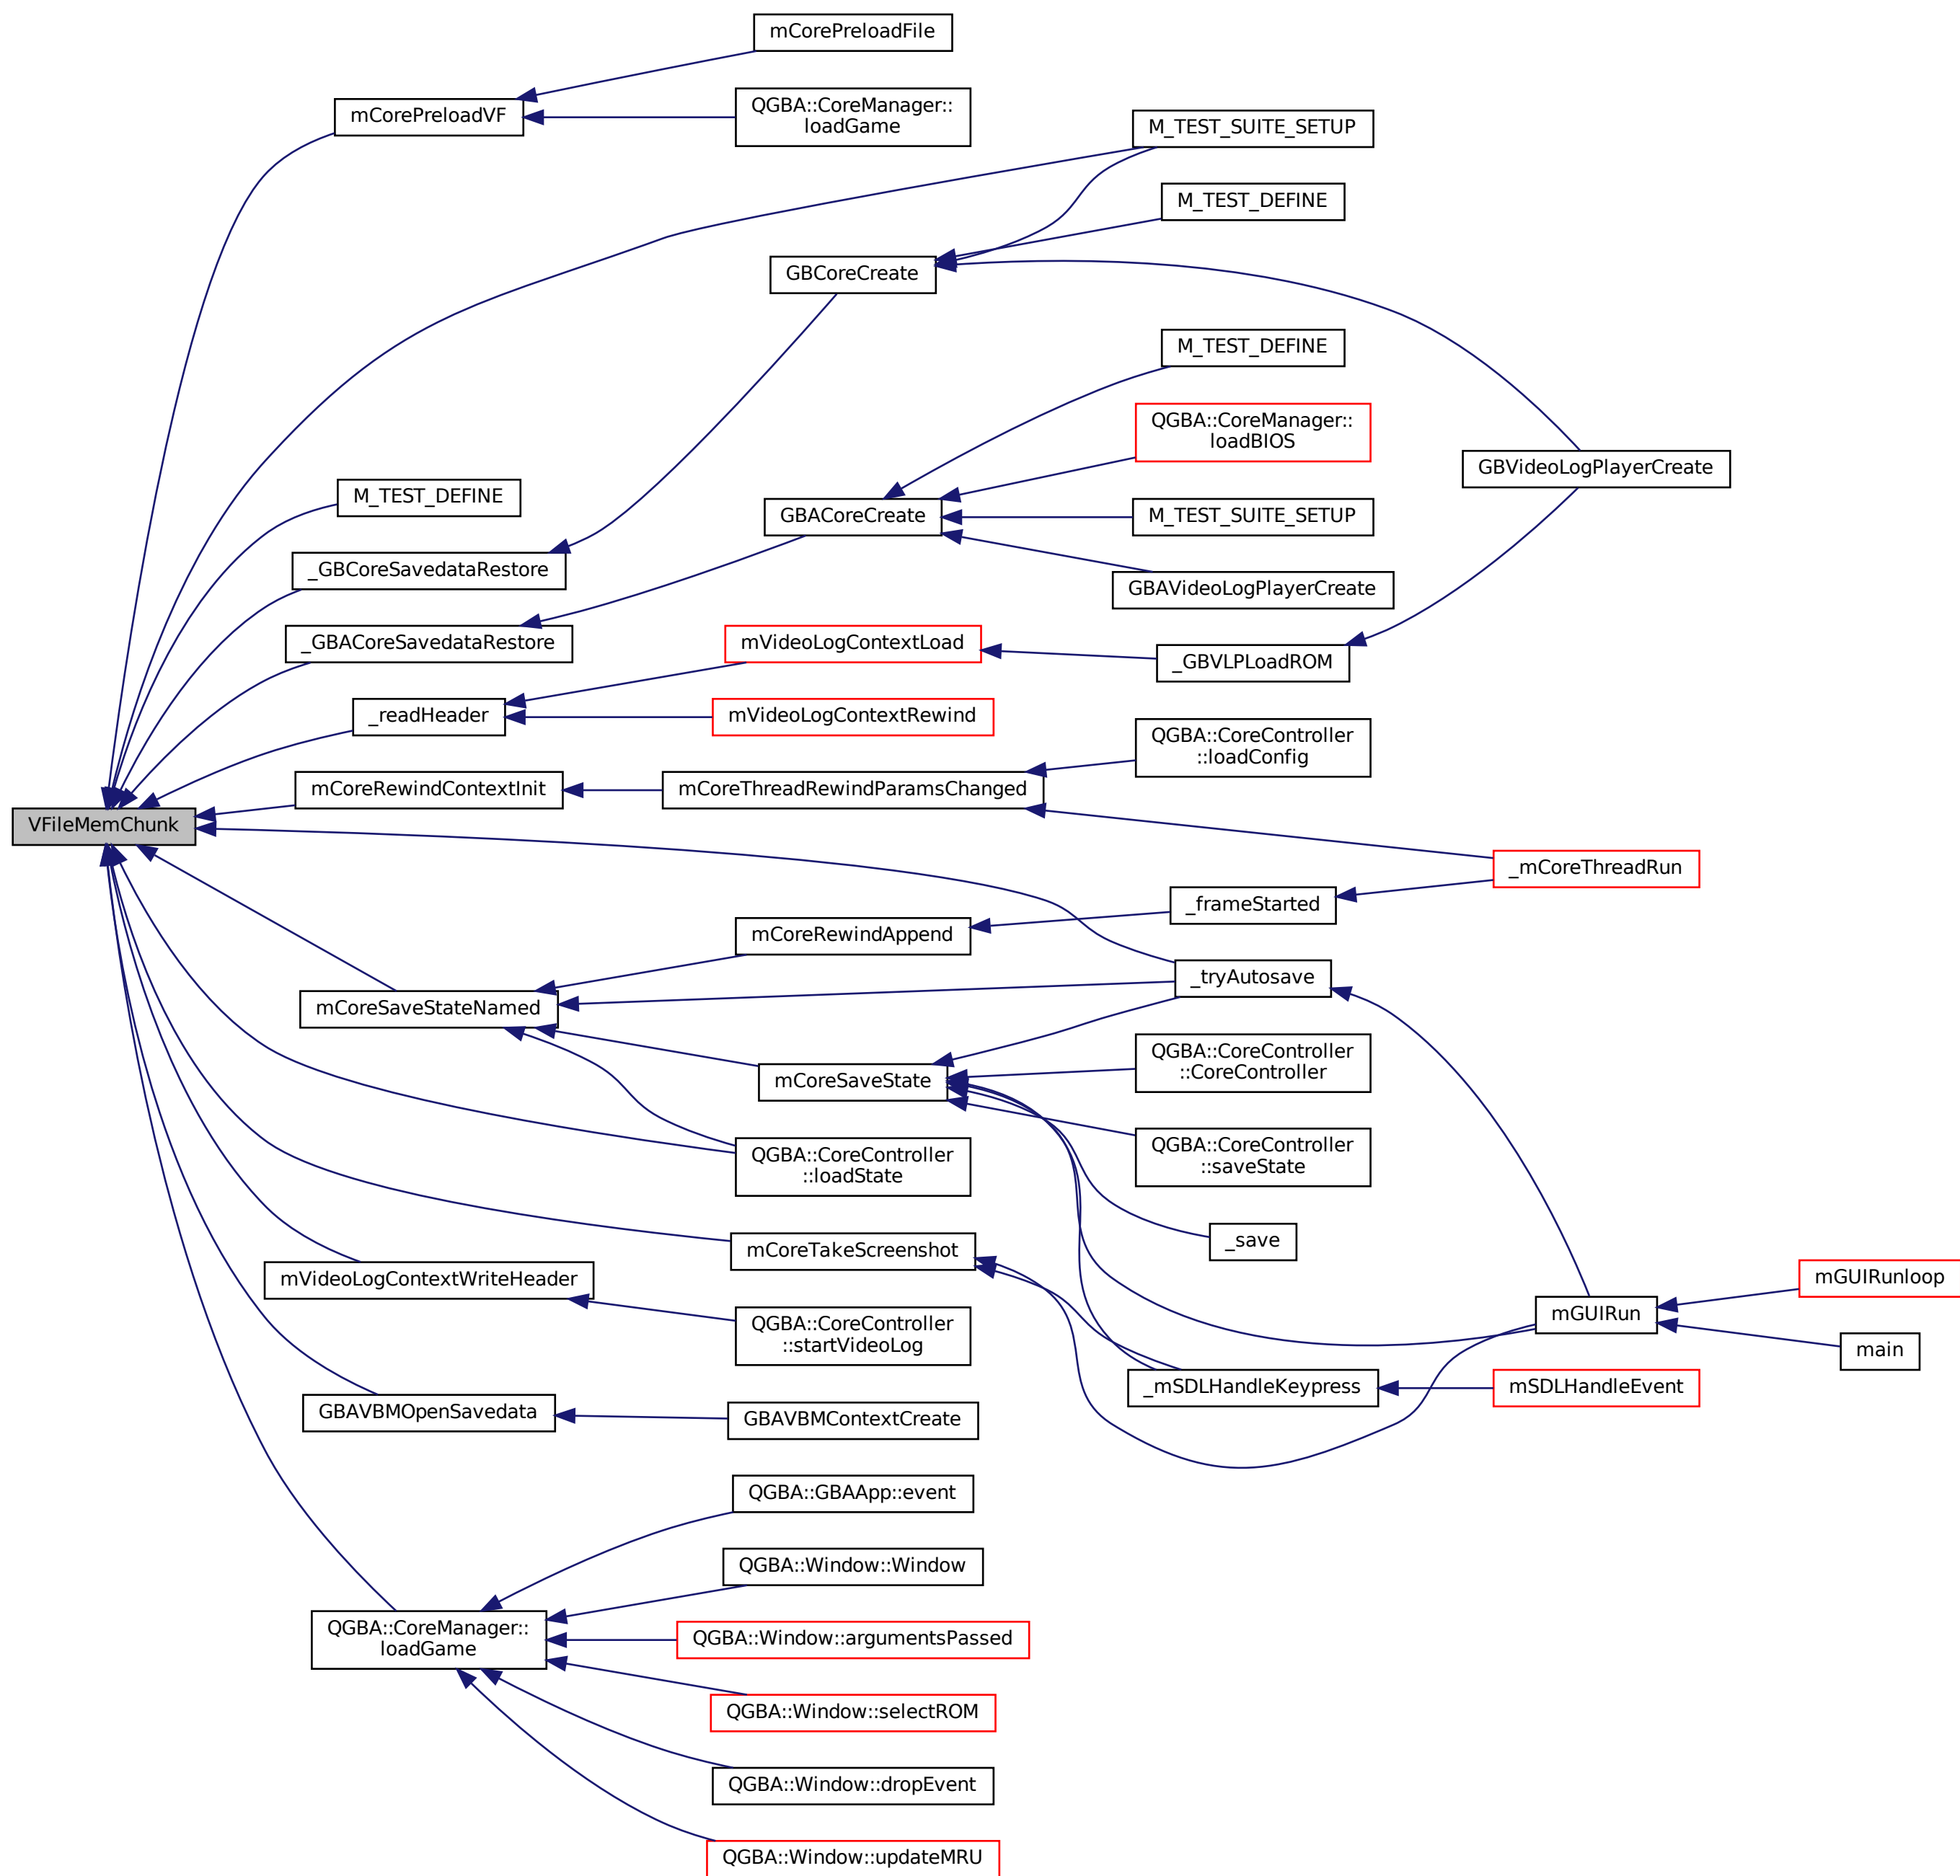 mCorePreloadFile
mCorePreloadVF
QGBA::CoreManager::
loadGame
M_TEST_SUITE_SETUP
M_TEST_DEFINE
GBCoreCreate
M_TEST_DEFINE
QGBA::CoreManager::
loadBIOS
GBVideoLogPlayerCreate
M_TEST_DEFINE
GBACoreCreate
M_TEST_SUITE_SETUP
_GBCoreSavedataRestore
GBAVideoLogPlayerCreate
_GBACoreSavedataRestore
mVideoLogContextLoad
_GBVLPLoadROM
_readHeader
mVideoLogContextRewind
QGBA::CoreController
::loadConfig
mCoreRewindContextInit
mCoreThreadRewindParamsChanged
VFileMemChunk
_mCoreThreadRun
_frameStarted
mCoreRewindAppend
_tryAutosave
mCoreSaveStateNamed
QGBA::CoreController
::CoreController
mCoreSaveState
QGBA::CoreController
::saveState
QGBA::CoreController
::loadState
_save
mCoreTakeScreenshot
mVideoLogContextWriteHeader
mGUIRunloop
mGUIRun
QGBA::CoreController
::startVideoLog
main
_mSDLHandleKeypress
mSDLHandleEvent
GBAVBMOpenSavedata
GBAVBMContextCreate
QGBA::GBAApp::event
QGBA::Window::Window
QGBA::CoreManager::
loadGame
QGBA::Window::argumentsPassed
QGBA::Window::selectROM
QGBA::Window::dropEvent
QGBA::Window::updateMRU